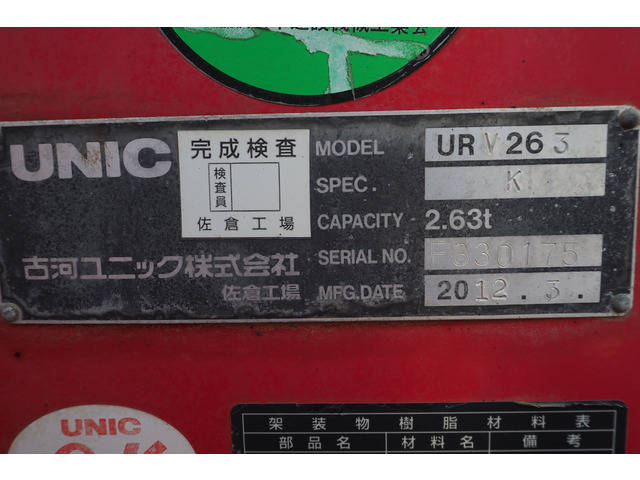 UNIC
完成検査
検査員
佐倉工場
MODEL URV263
SPEC. K
CAPACITY 2.63t
SERIAL NO. F330175
MFG.DATE 2012.3.
古河ユニック株式会社
佐倉工場
UNIC
架装物樹脂材料表
部品名 材料名 備考